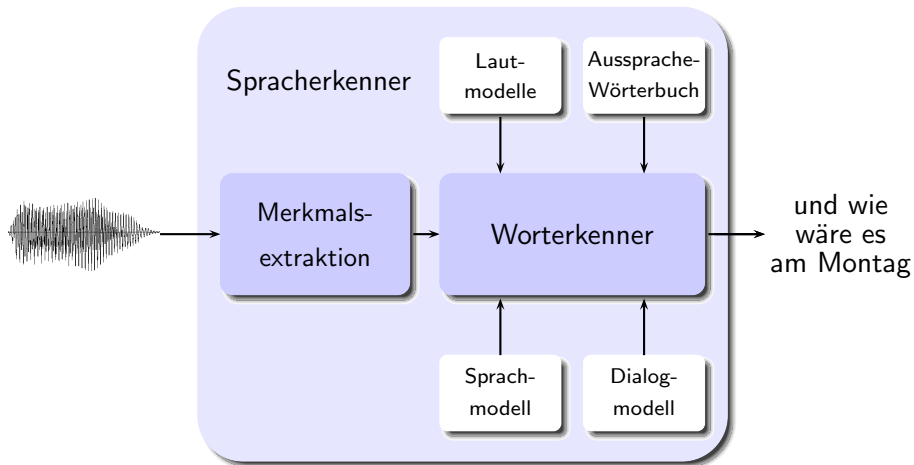 Spracherkenner
Laut-
modelle
Aussprache-
Wörterbuch
Merkmals-
extraktion
Worterkenner
und wie
wäre es
am Montag
Sprach-
modell
Dialog-
modell